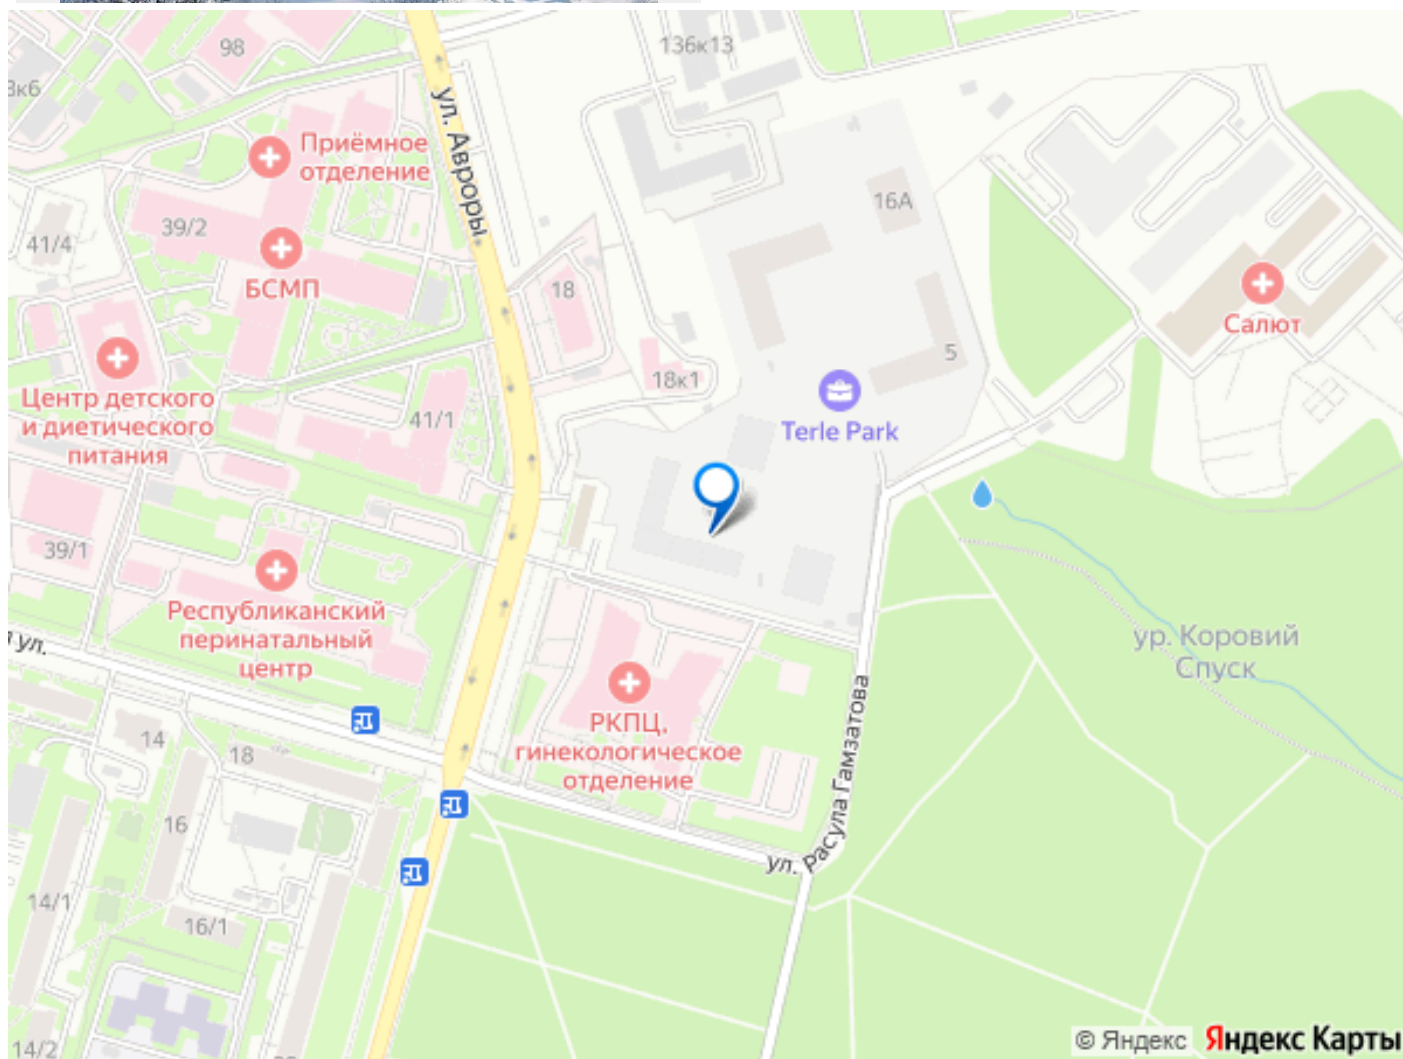 98
136к13
3к6
ул. Авроры
Приёмное
отделение
16А
39/2
41/4
БСМП
18
Салют
5
18к1
Центр детского
и диетического
питания
41/1
Terle Park
39/1
Республиканский
перинатальный
центр
ул.
ур. Коровий
Спуск
РКПЦ,
гинекологическое
отделение
14
18
16
ул. Расула Гамзатова
14/1
16/1
14/2
© Яндекс
Яндекс Карты